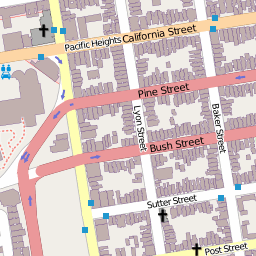 California Street
Pacific Heights
Pine Street
Lyon Street
Baker Street
Bush Street
Sutter Street
Post Street